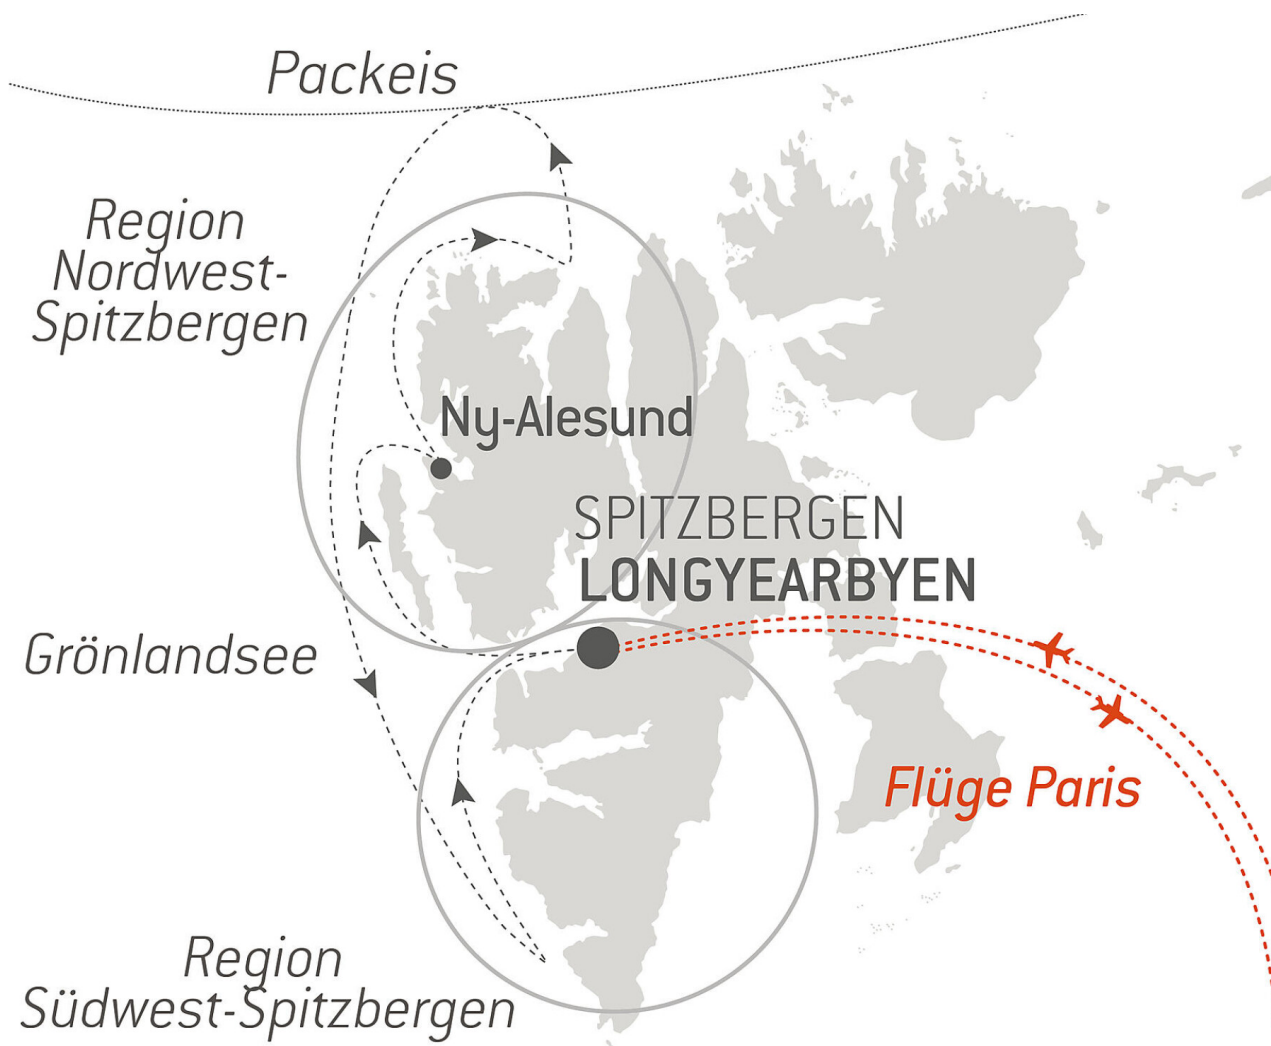 Packeis
Region
Nordwest-
Spitzbergen
Ny-Alesund
SPITZBERGEN
LONGYEARBYEN
Grönlandsee
Flüge Paris
Region
Südwest-Spitzbergen